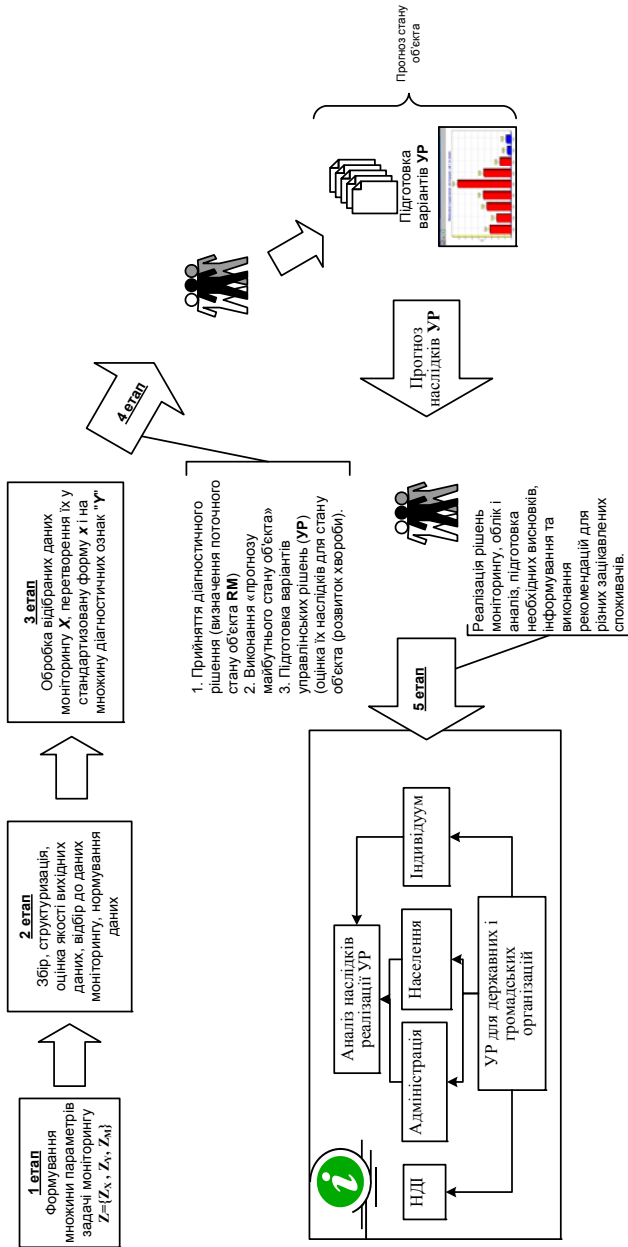 1 етап
Формування
множини параметрів
задачі моніторингу
Z={Z_X , Z_Y, Z_M}
2 етап
Збір, структуризація,
оцінка якості вихідних
даних, відбір до даних
моніторингу, нормування
даних
3 етап
Обробка відібраних даних
моніторингу X, перетворення їх у
стандартизовану форму x і на
множину діагностичних ознак "Y"
4 етап
1. Прийняття діагностичного
рішення (визначення поточного
стану об'єкта RM)
2. Виконання «прогнозу
майбутнього стану об'єкта»
3. Підготовка варіантів
управлінських рішень (УР)
(оцінка їх наслідків для стану
об'єкта (розвиток хвороби).
Підготовка
варіантів УР
Прогноз стану
об'єкта
Прогноз
наслідків УР
5 етап
Реалізація рішень
моніторингу, облік і
аналіз, підготовка
необхідних висновків,
інформування та
виконання
рекомендацій для
різних зацікавлених
споживачів.
i
Аналіз наслідків
реалізації УР
НДІ
Адміністрація
Населення
Індивідуум
УР для державних і
громадських
організацій